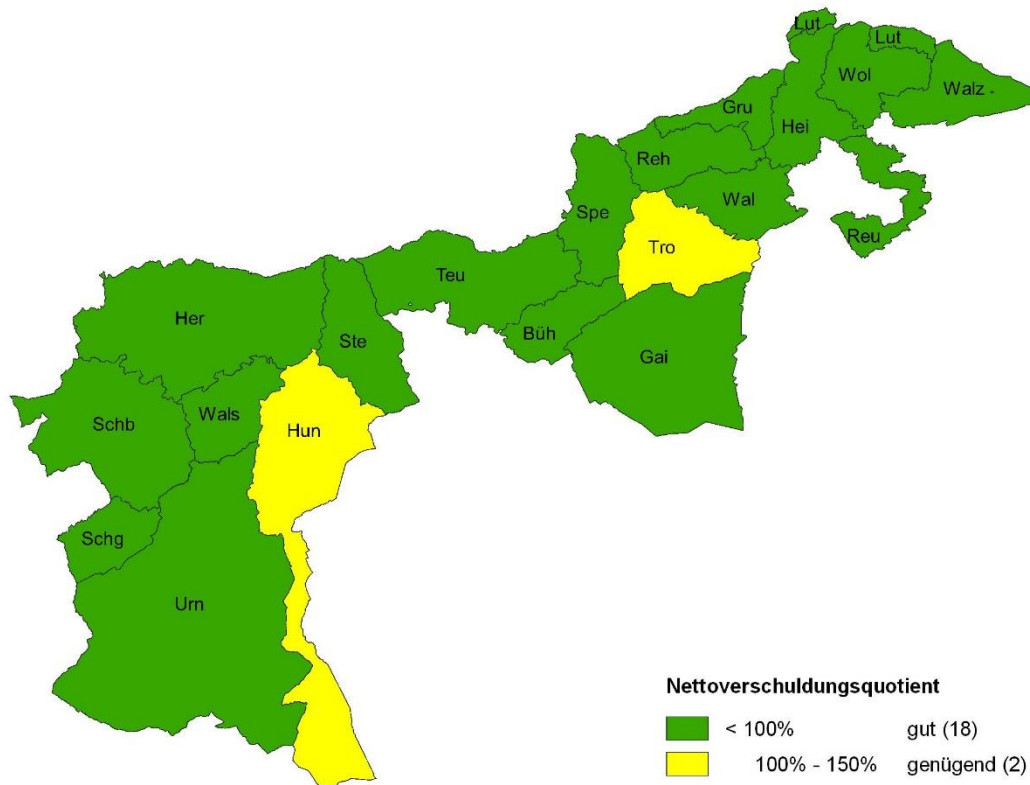 Lut
Lut
Wol
Walz
Gru
Hei
Reh
Wal
Spe
Reu
Tro
Teu
Her
Ste
Büh
Gai
Wals
Schb
Hun
Schg
Urn
Nettoverschuldungsquotient
< 100% gut (18)
100% - 150% genügend (2)